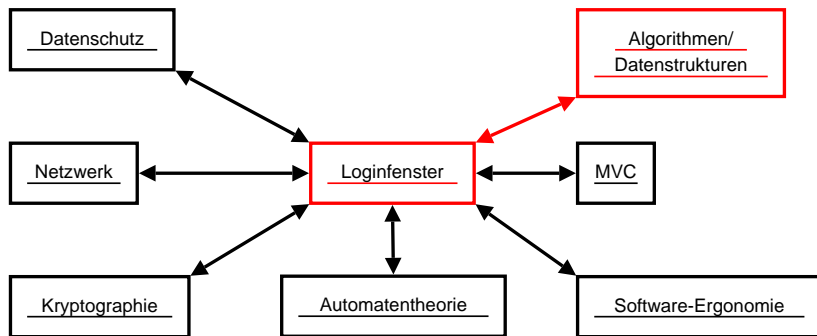 Datenschutz
Algorithmen/
Datenstrukturen
Netzwerk
Loginfenster
MVC
Kryptographie
Automatentheorie
Software-Ergonomie